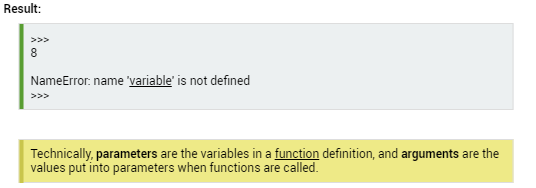 Result:
>>>
8
NameError: name 'variable' is not defined
>>>
Technically, parameters are the variables in a function definition, and arguments are the
values put into parameters when functions are called.